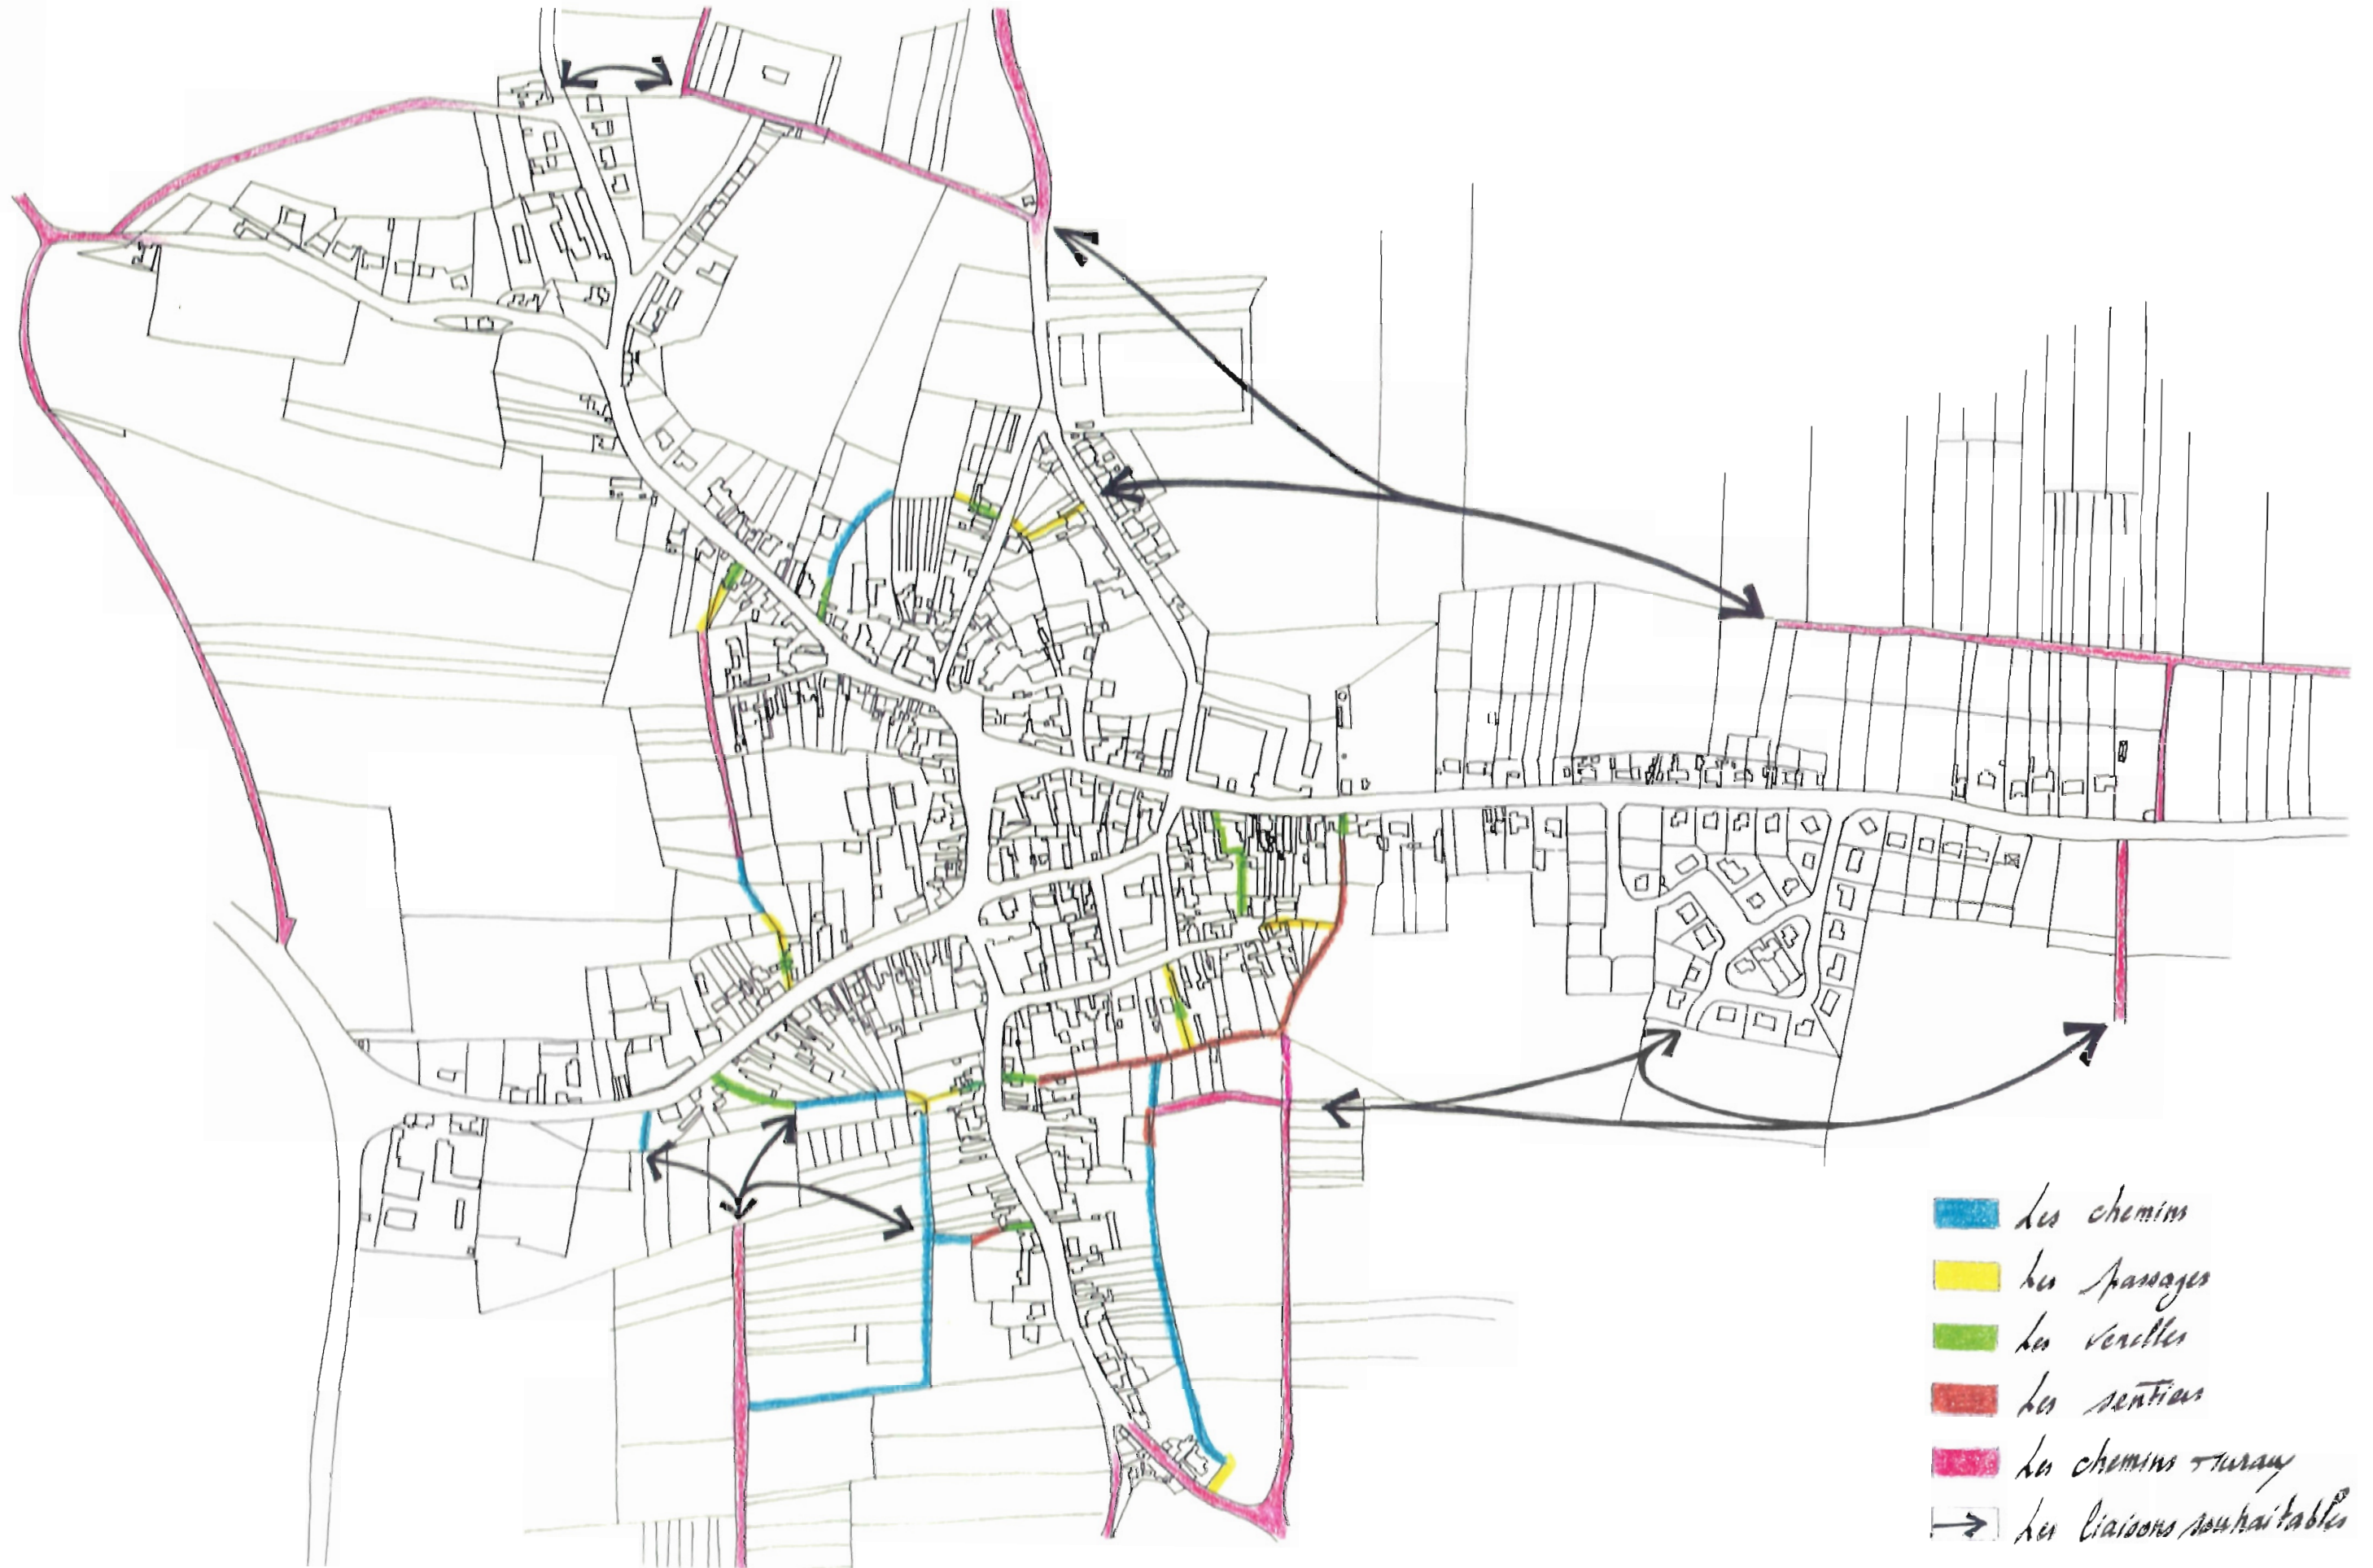 Les chemins
Les passages
Les venelles
Les sentiers
Les chemins ruraux
Les liaisons souhaitables